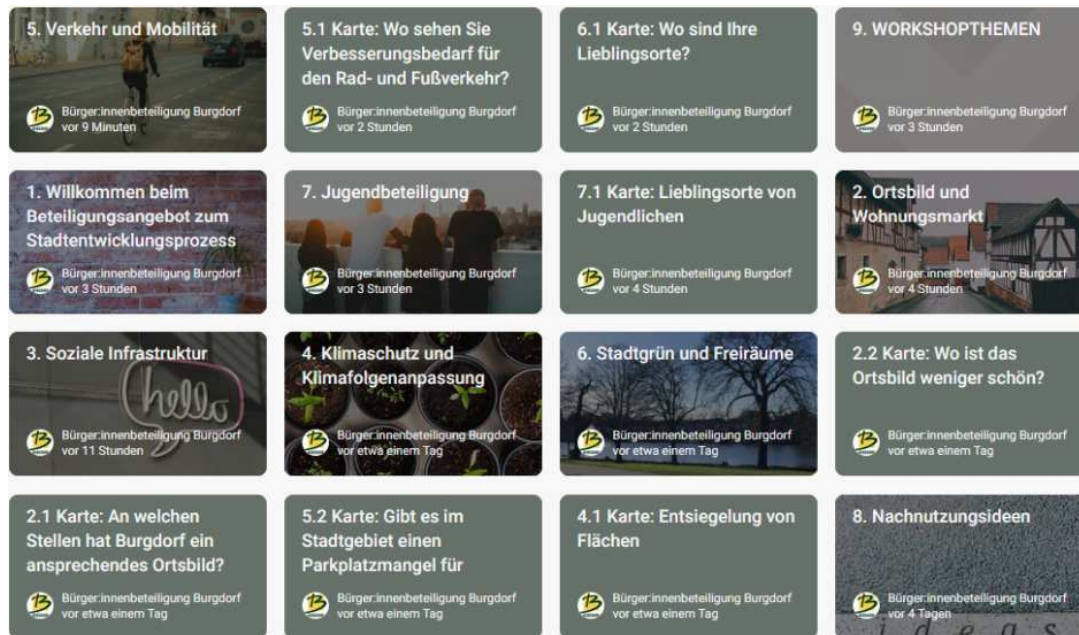 5. Verkehr und Mobilität
Bürger:innenbeteiligung Burgdorf
vor 9 Minuten
5.1 Karte: Wo sehen Sie
Verbesserungsbedarf für
den Rad- und Fußverkehr?
Bürger:innenbeteiligung Burgdorf
vor 2 Stunden
6.1 Karte: Wo sind Ihre
Lieblingsorte?
Bürger:innenbeteiligung Burgdorf
vor 2 Stunden
9. WORKSHOPTHEMEN
Bürger:innenbeteiligung Burgdorf
vor 3 Stunden
1. Willkommen beim
Beteiligungsangebot zum
Stadtentwicklungsprozess
Bürger:innenbeteiligung Burgdorf
vor 3 Stunden
7. Jugendbeteiligung
Bürger:innenbeteiligung Burgdorf
vor 3 Stunden
7.1 Karte: Lieblingsorte von
Jugendlichen
Bürger:innenbeteiligung Burgdorf
vor 4 Stunden
2. Ortsbild und
Wohnungsmarkt
Bürger:innenbeteiligung Burgdorf
vor 4 Stunden
3. Soziale Infrastruktur
hello
Bürger:innenbeteiligung Burgdorf
vor 11 Stunden
4. Klimaschutz und
Klimafolgenanpassung
Bürger:innenbeteiligung Burgdorf
vor etwa einem Tag
6. Stadtgrün und Freiräume
Bürger:innenbeteiligung Burgdorf
vor etwa einem Tag
2.2 Karte: Wo ist das
Ortsbild weniger schön?
Bürger:innenbeteiligung Burgdorf
vor etwa einem Tag
2.1 Karte: An welchen
Stellen hat Burgdorf ein
ansprechendes Ortsbild?
Bürger:innenbeteiligung Burgdorf
vor etwa einem Tag
5.2 Karte: Gibt es im
Stadtgebiet einen
Parkplatzmangel für
Bürger:innenbeteiligung Burgdorf
vor etwa einem Tag
4.1 Karte: Entsiegelung von
Flächen
Bürger:innenbeteiligung Burgdorf
vor etwa einem Tag
8. Nachnutzungsideen
Bürger:innenbeteiligung Burgdorf
vor 4 Tagen
ideas